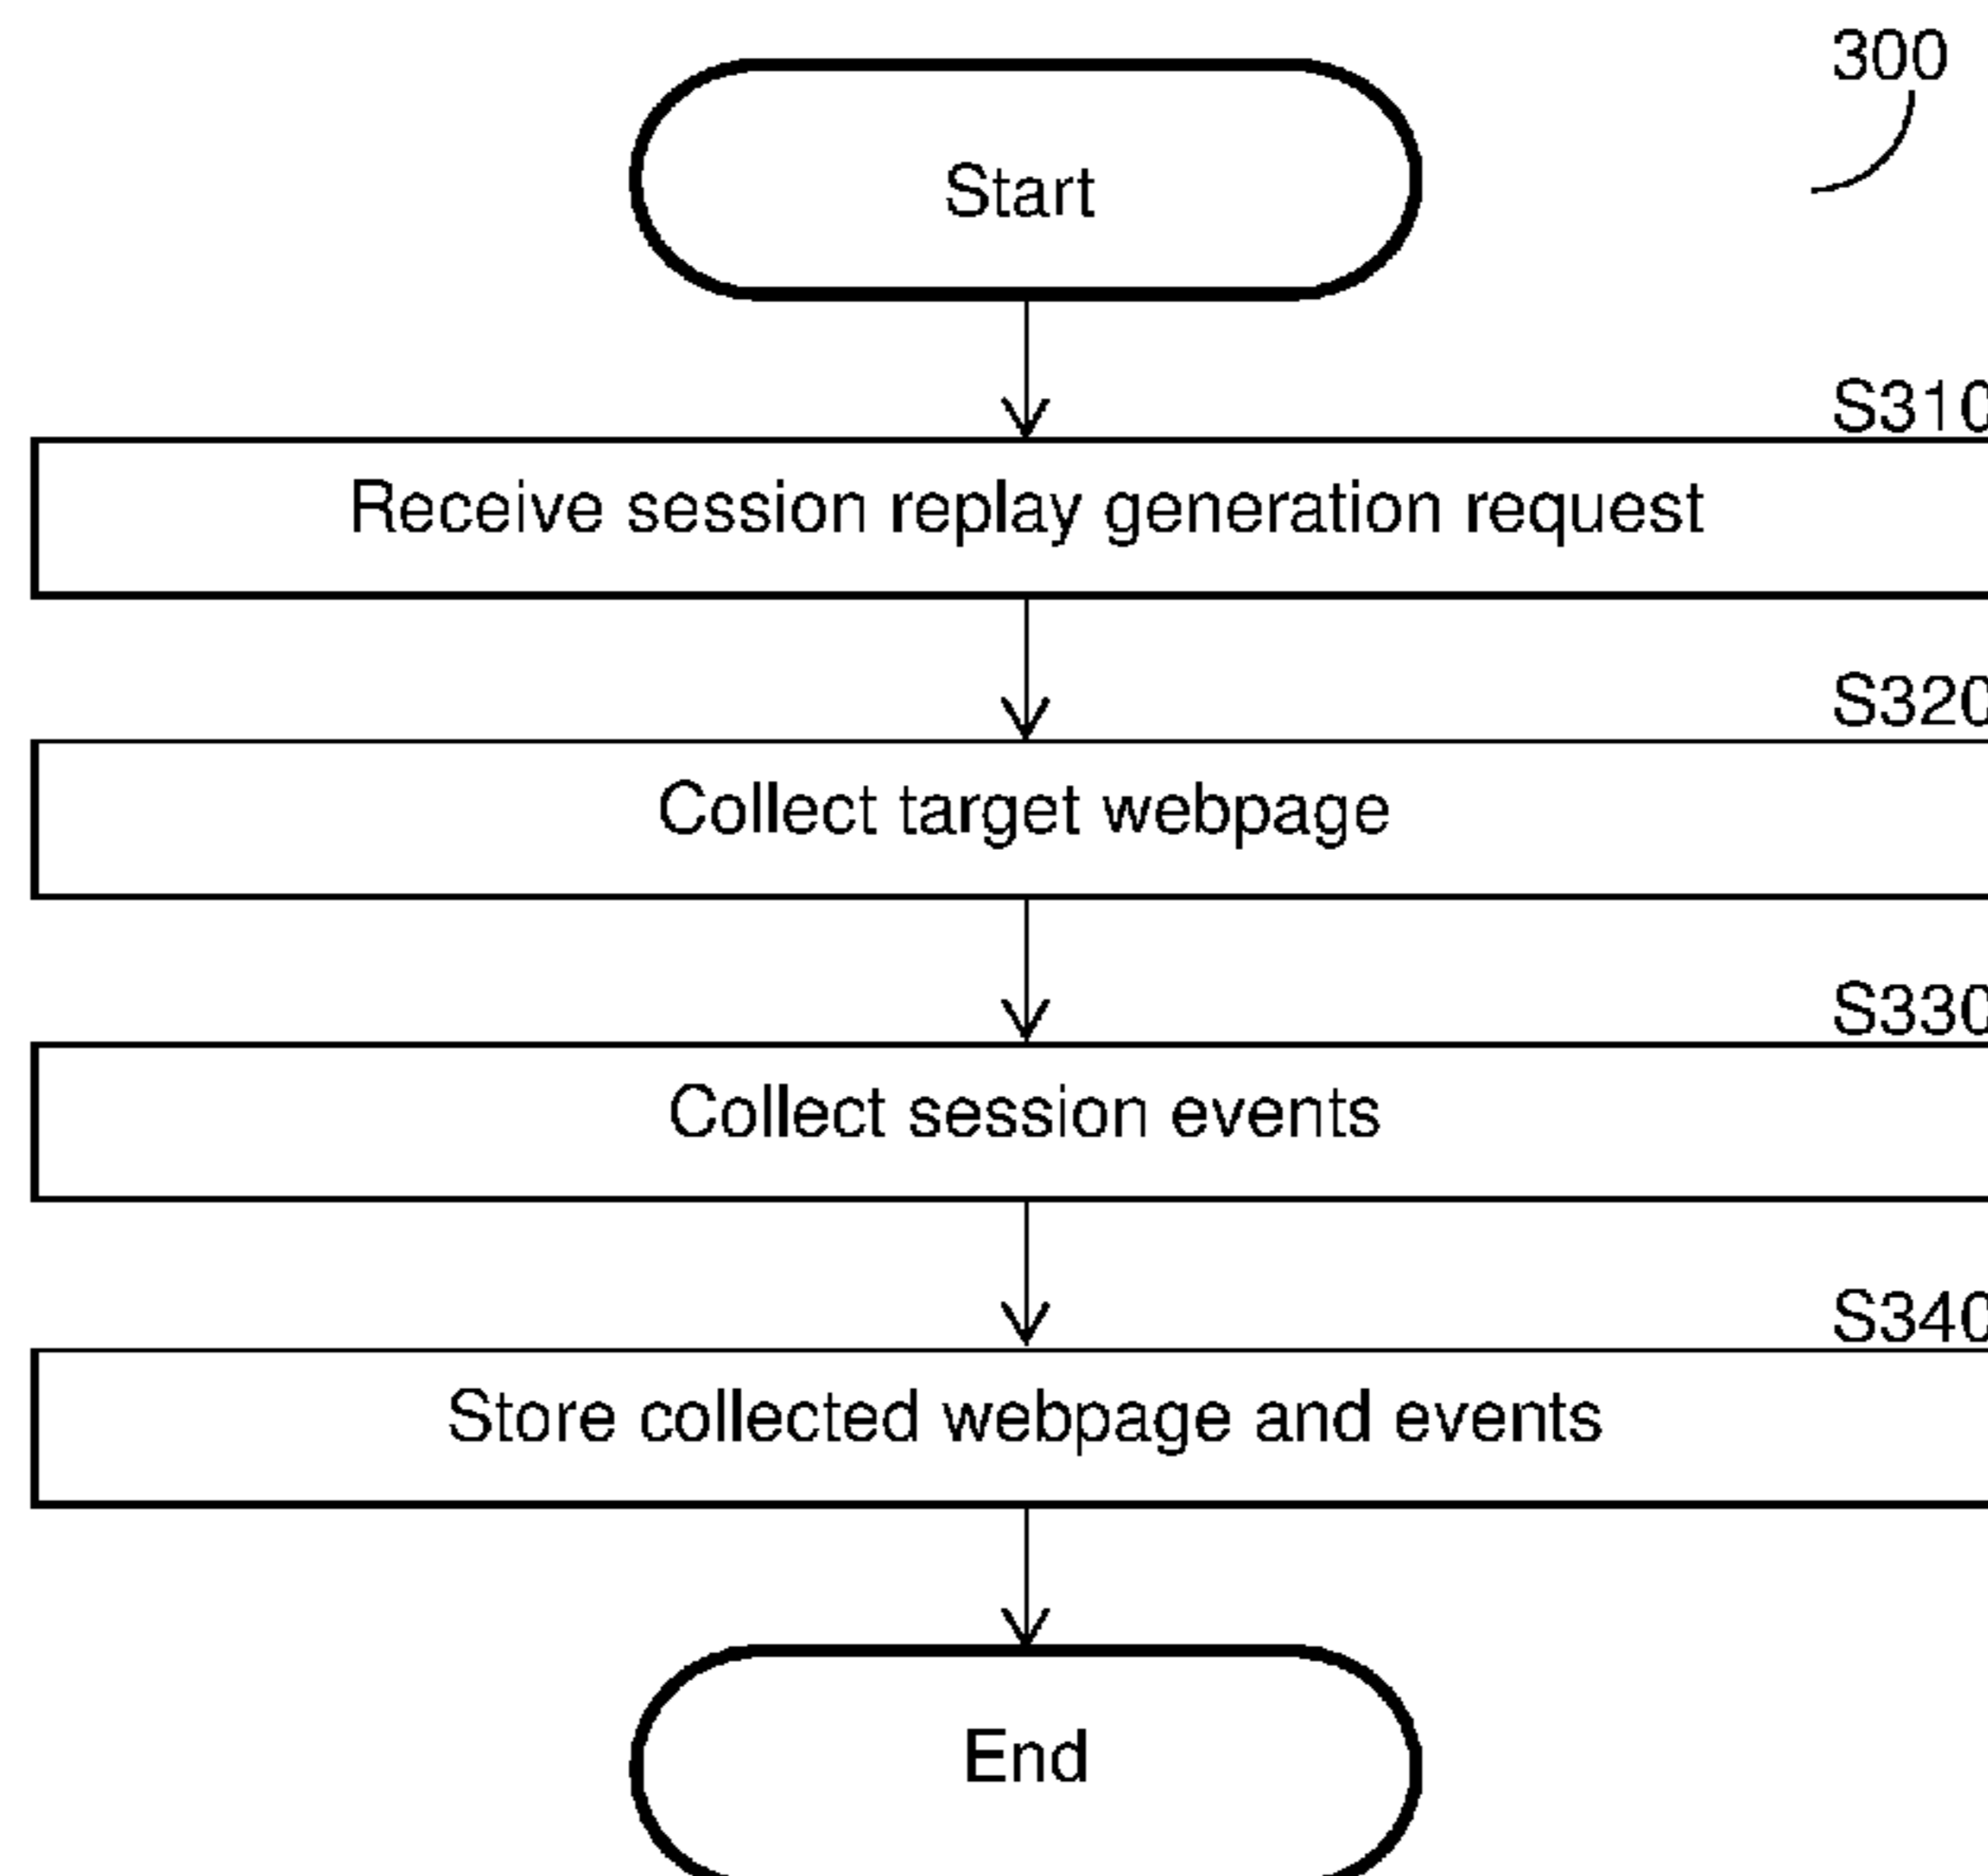 300
Start
S310
Receive session replay generation request
S320
Collect target webpage
S330
Collect session events
S340
Store collected webpage and events
End